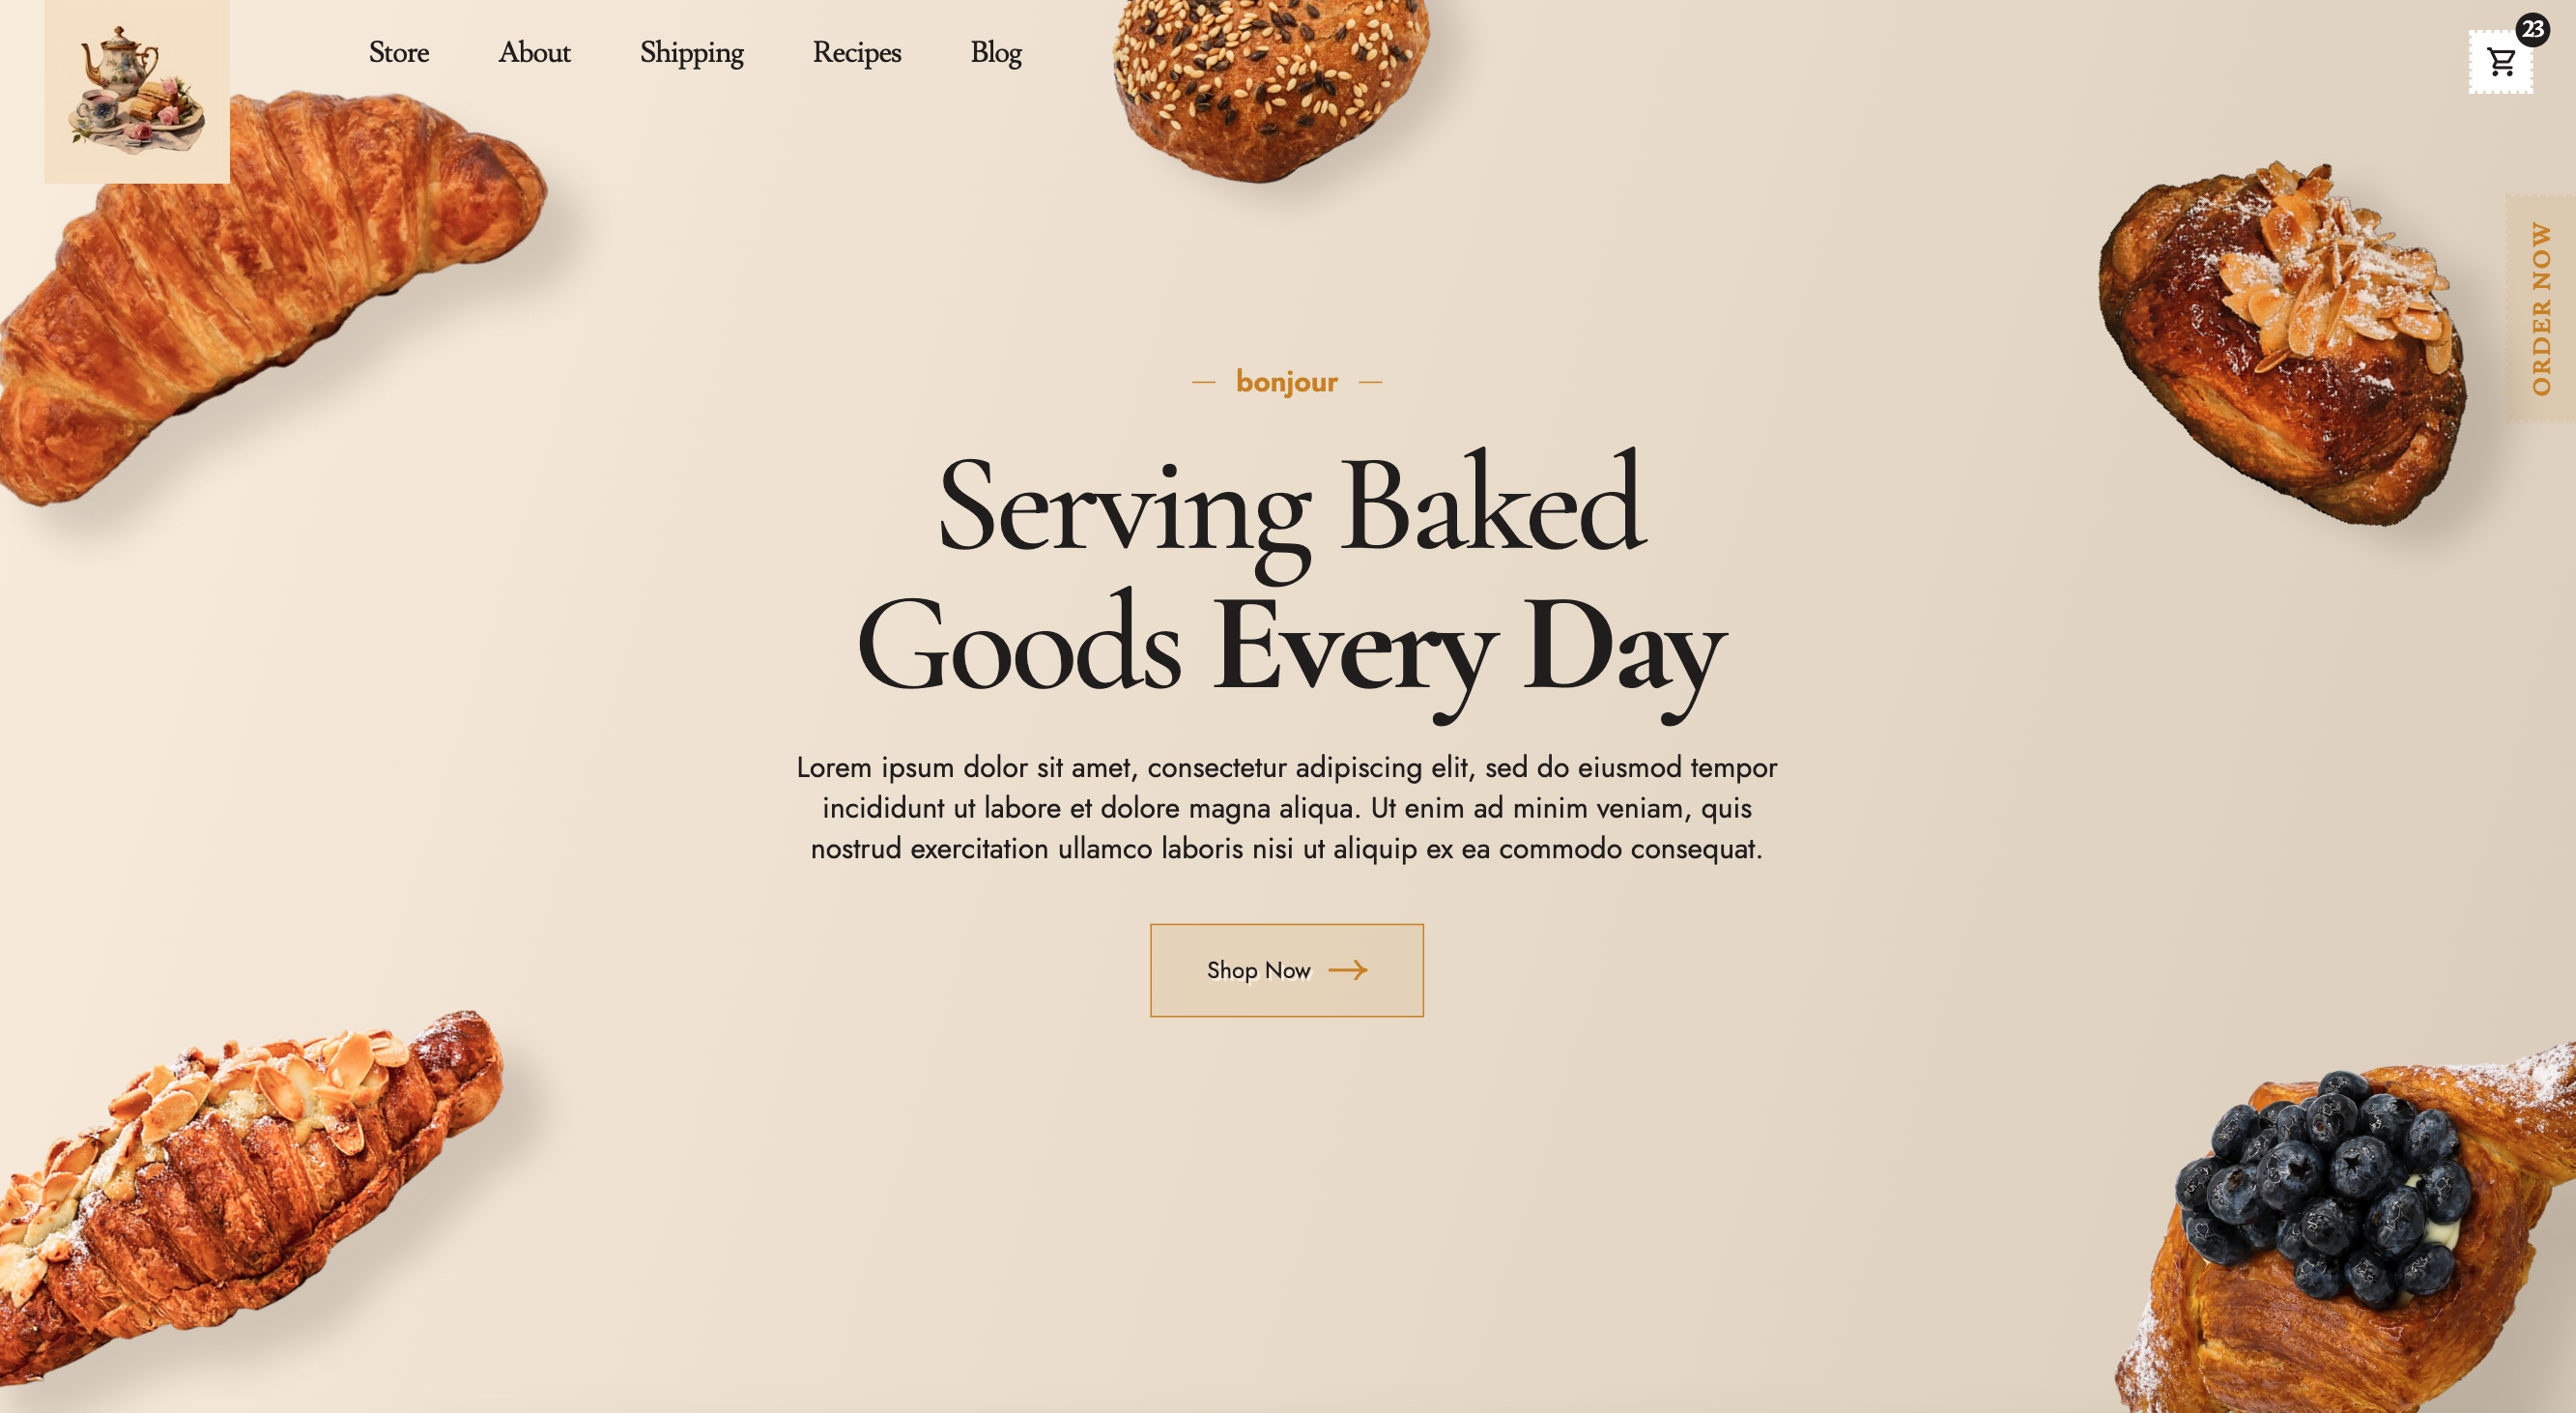 Store
About
Shipping
Recipes
Blog
23
ORDER NOW
bonjour
Serving Baked
Goods Every Day
Lorem ipsum dolor sit amet, consectetur adipiscing elit, sed do eiusmod tempor
incididunt ut labore et dolore magna aliqua. Ut enim ad minim veniam, quis
nostrud exercitation ullamco laboris nisi ut aliquip ex ea commodo consequat.
Shop Now